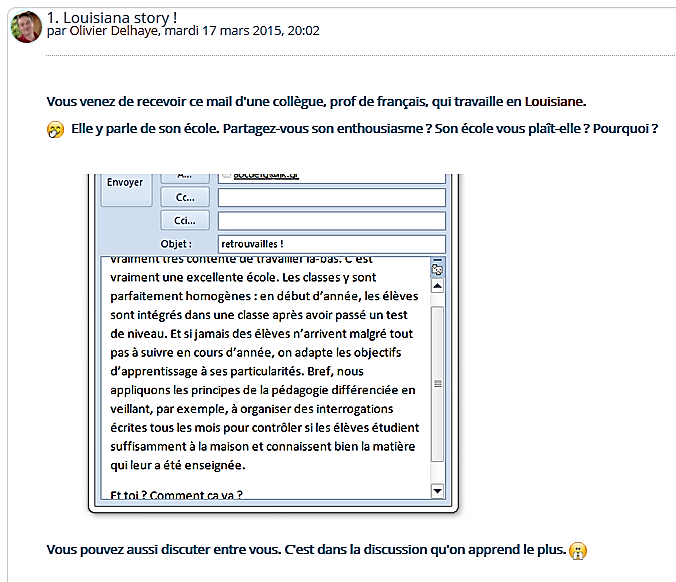 1. Louisiana story !
par Olivier Delhaye, mardi 17 mars 2015, 20:02
Vous venez de recevoir ce mail d'une collègue, prof de français, qui travaille en Louisiane.
Elle y parle de son école. Partagez-vous son enthousiasme ? Son école vous plaît-elle ? Pourquoi ?
Envoyer
À...
Cc...
Cci...
Objet :
retrouvailles !
vraiment très contente de travailler là-bas. C'est
vraiment une excellente école. Les classes y sont
parfaitement homogènes : en début d'année, les élèves
sont intégrés dans une classe après avoir passé un test
de niveau. Et si jamais des élèves n'arrivent malgré tout
pas à suivre en cours d'année, on adapte les objectifs
d'apprentissage à ses particularités. Bref, nous
appliquons les principes de la pédagogie différenciée en
veillant, par exemple, à organiser des interrogations
écrites tous les mois pour contrôler si les élèves étudient
suffisamment à la maison et connaissent bien la matière
qui leur a été enseignée.
Et toi ? Comment ça va ?
Vous pouvez aussi discuter entre vous. C'est dans la discussion qu'on apprend le plus.